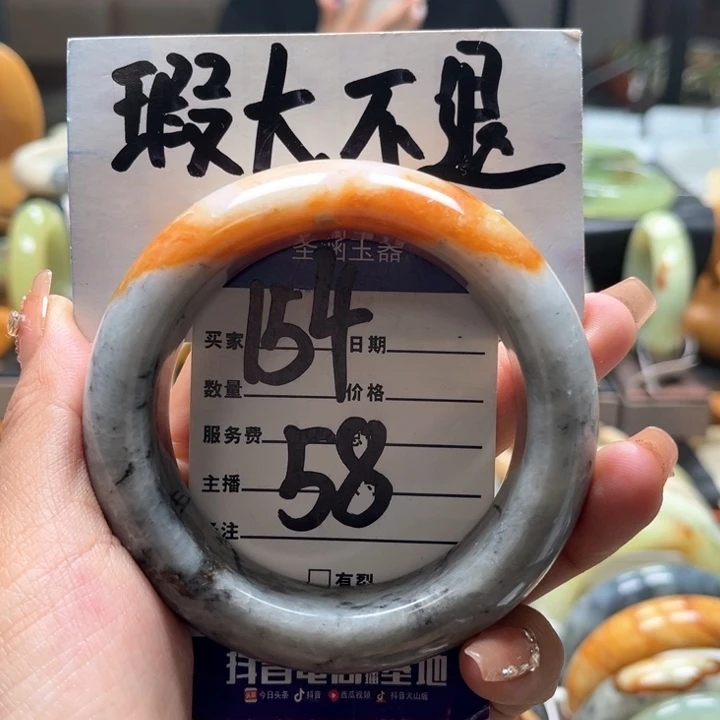 瑕大不退
圣涵玉器
154
买家 日期
数量 价格
服务费
58
主播
备注
□有裂
抖音电商直播基地
今日头条 抖音 西瓜视频 抖音火山版